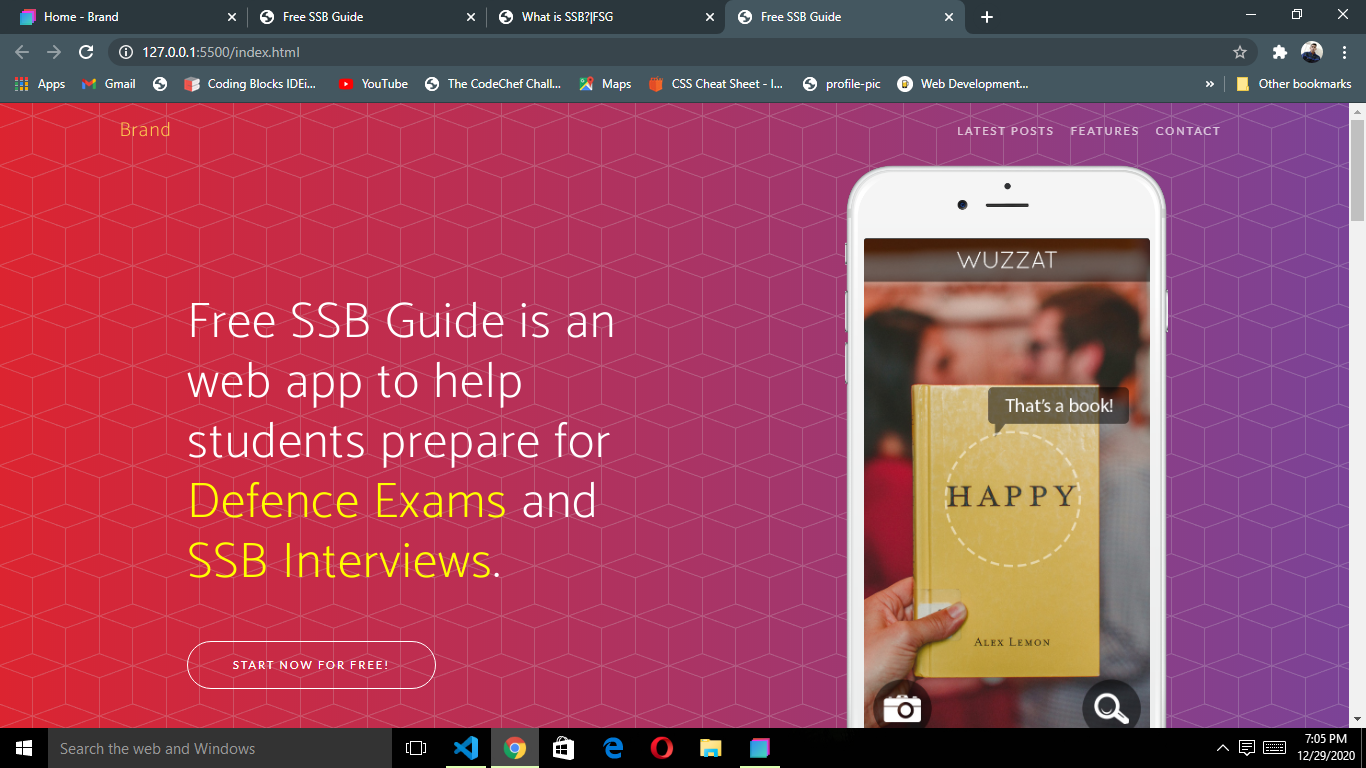 Home - Brand
Free SSB Guide
What is SSB?|FSG
Free SSB Guide
127.0.0.1:5500/index.html
Apps
Gmail
Coding Blocks IDEi...
YouTube
The CodeChef Chall...
Maps
CSS Cheat Sheet - I...
profile-pic
Web Development...
»
Other bookmarks
Brand
LATEST POSTS
FEATURES
CONTACT
Free SSB Guide is an
web app to help
students prepare for
Defence Exams and
SSB Interviews.
START NOW FOR FREE!
WUZZAT
That's a book!
HAPPY
ALEX LEMON
Search the web and Windows
7:05 PM
12/29/2020